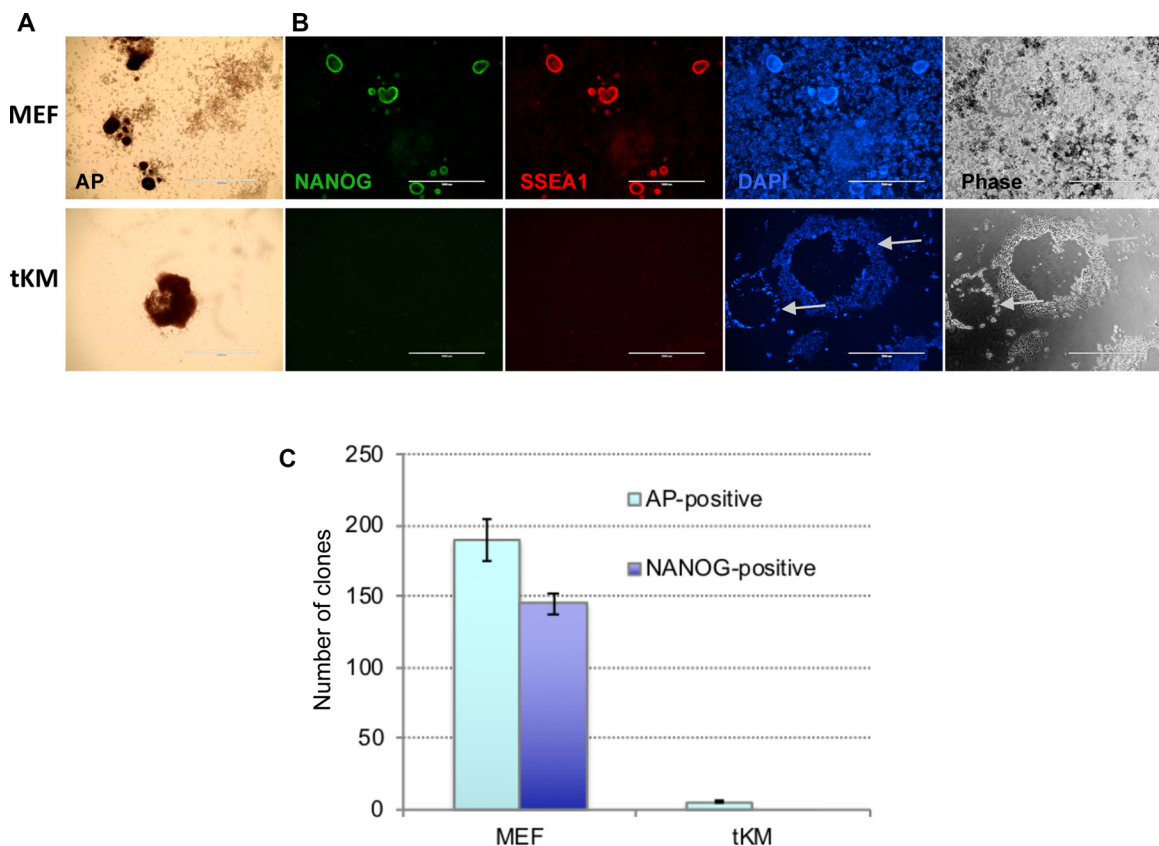 A
B
MEF
AP
NANOG
SSEA1
DAPI
Phase
tKM
C
250
200
150
100
50
0
Number of clones
AP-positive
NANOG-positive
MEF
tKM